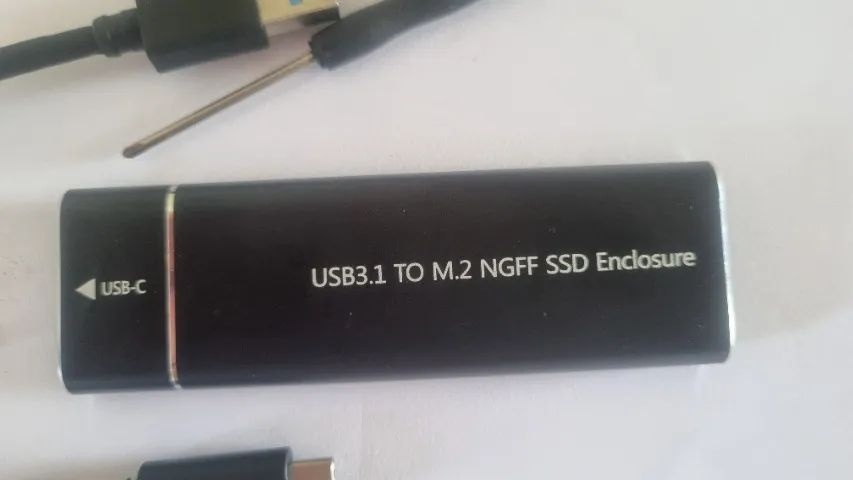 USB-C
USB3.1 TO M.2 NGFF SSD Enclosure